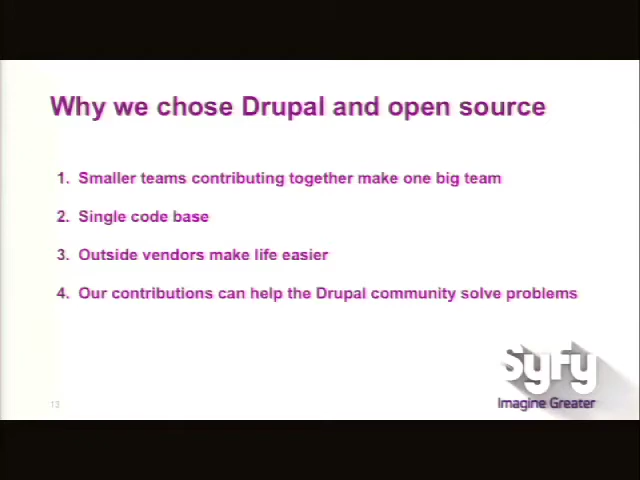 Why we chose Drupal and open source
1. Smaller teams contributing together make one big team
2. Single code base
3. Outside vendors make life easier
4. Our contributions can help the Drupal community solve problems
Syfy
Imagine Greater
13